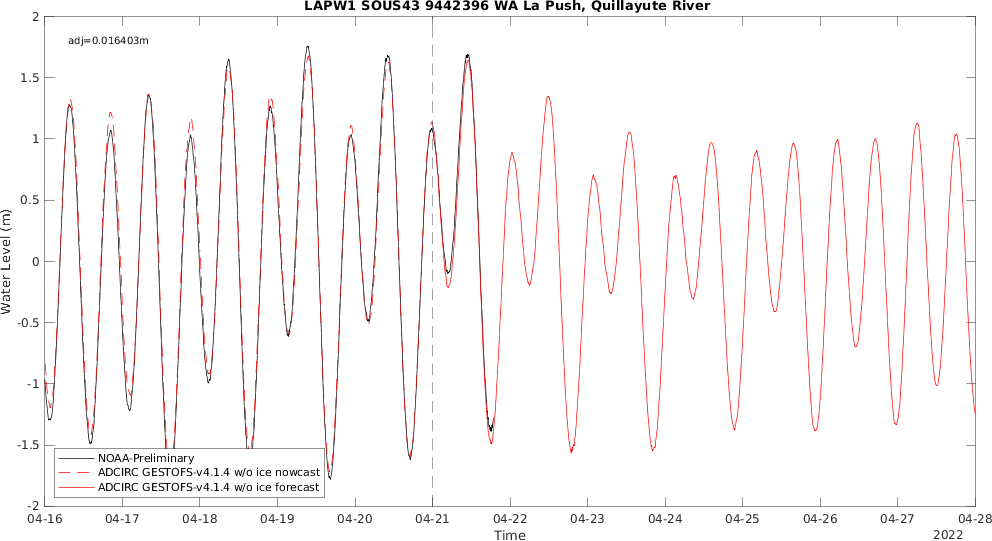 LAPW1 SOUS43 9442396 WA La Push, Quillayute River
adj=0.016403m
2
1.5
1
0.5
0
-0.5
-1
-1.5
-2
Water Level (m)
NOAA-Preliminary
ADCIRC GESTOFS-v4.1.4 w/o ice nowcast
ADCIRC GESTOFS-v4.1.4 w/o ice forecast
04-16 04-17 04-18 04-19 04-20 04-21 04-22 04-23 04-24 04-25 04-26 04-27 04-28
Time
2022